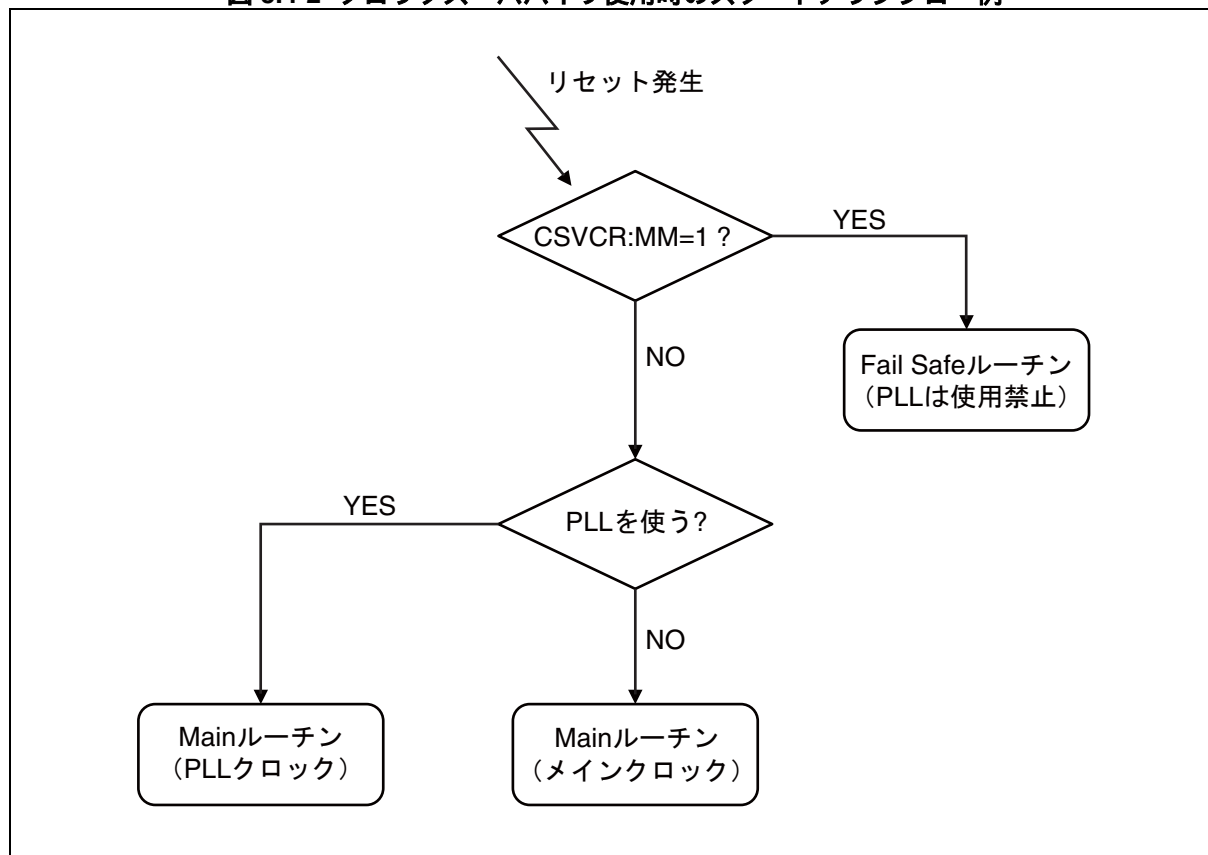 リセット発生
CSVCR:MM=1 ?
YES
NO
Fail Safeルーチン
（PLLは使用禁止）
PLLを使う?
YES
NO
Mainルーチン
（PLLクロック）
Mainルーチン
（メインクロック）